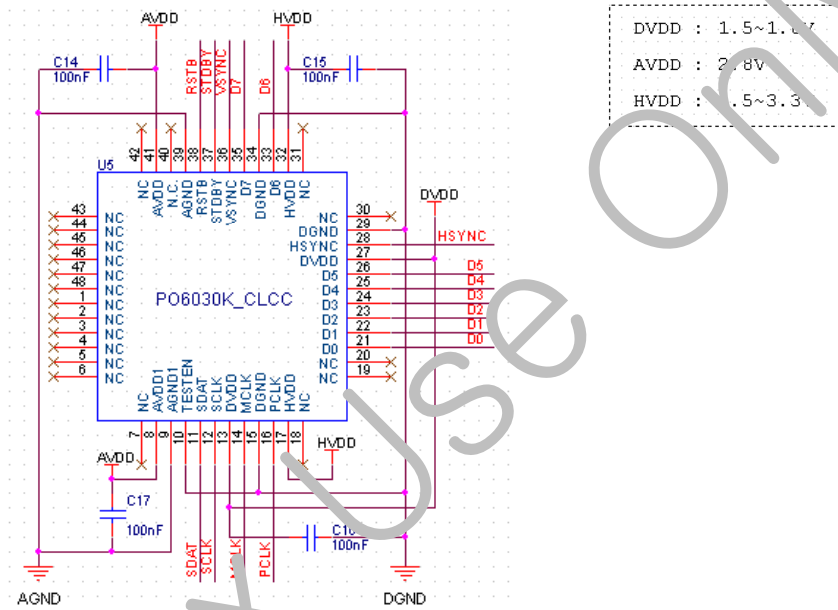 AVDD
HVDD
DVDD : 1.5~1.
AVDD : 2.8V
HVDD : .5~3.3
C14
100nF
C15
100nF
RSTB
STDBY
VSYNC
D7
D6
42
41
40
39
38
37
36
35
34
33
32
31
U5
NC
AVDD
N.C.
AGND
RSTB
STDBY
VSYNC
D7
DGND
D6
HVDD
NC
DVDD
43 NC
44 NC
45 NC
46 NC
47 NC
48 NC
1 NC
2 NC
3 NC
4 NC
5 NC
6 NC
PO6030K_CLCC
NC 30
DGND 29
HSYNC 28 HSYNC
DVDD 27
D5 26 D5
D4 25 D4
D3 24 D3
D2 23 D2
D1 22 D1
D0 21 D0
NC 20
NC 19
NC
AVDD1
AGND1
TESTEN
SDAT
SCLK
DVDD
MCLK
DGND
PCLK
HVDD
NC
7
8
9
10
11
12
13
14
15
16
17
18
AVDD
HVDD
C17
100nF
100nF
SDAT
SCLK
PCLK
AGND
DGND
Use Only